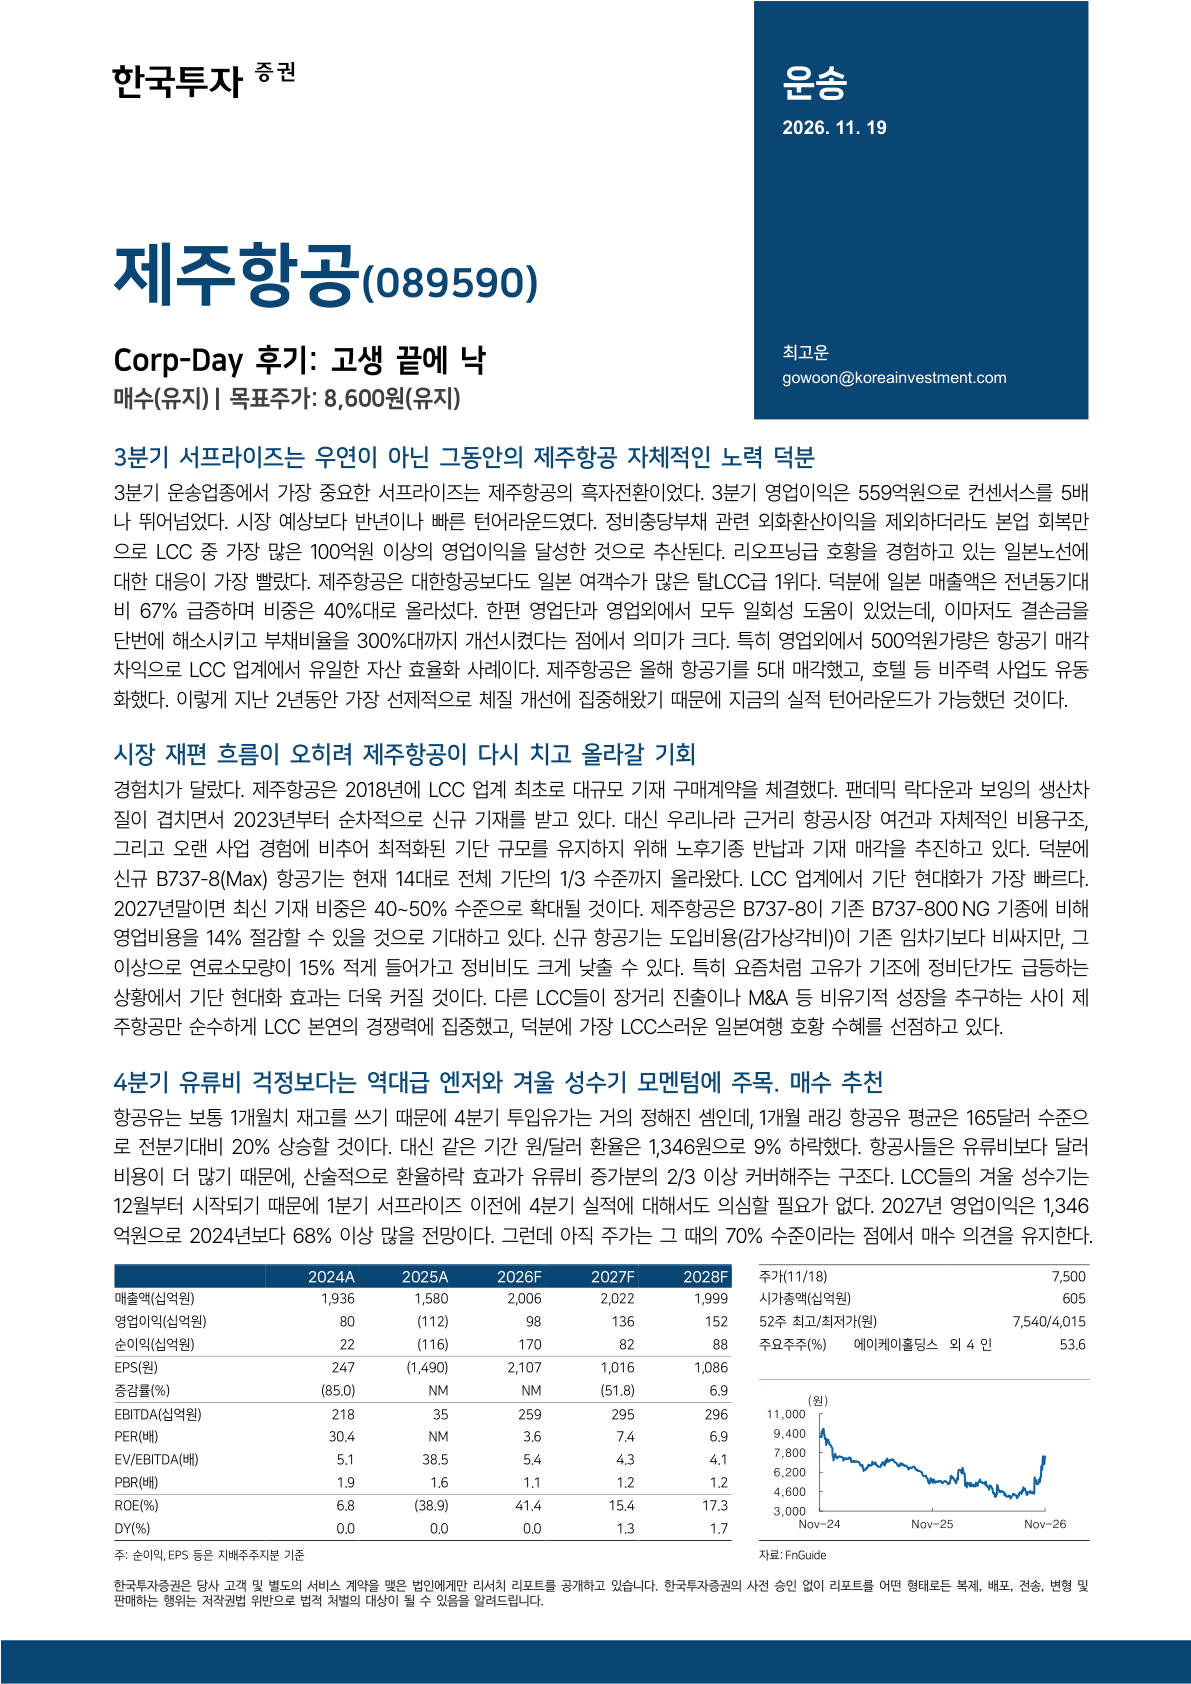 한국투자 증권
운송
2026. 11. 19
제주항공(089590)
Corp-Day 후기: 고생 끝에 낙
매수(유지) | 목표주가: 8,600원(유지)
최고운
gowoon@koreainvestment.com
3분기 서프라이즈는 우연이 아닌 그동안의 제주항공 자체적인 노력 덕분
3분기 운송업종에서 가장 중요한 서프라이즈는 제주항공의 흑자전환이었다. 3분기 영업이익은 559억원으로 컨센서스를 5배
나 뛰어넘었다. 시장 예상보다 반년이나 빠른 턴어라운드였다. 정비충당부채 관련 외화환산이익을 제외하더라도 본업 회복만
으로 LCC 중 가장 많은 100억원 이상의 영업이익을 달성한 것으로 추산된다. 리오프닝급 호황을 경험하고 있는 일본노선에
대한 대응이 가장 빨랐다. 제주항공은 대한항공보다도 일본 여객수가 많은 탈LCC급 1위다. 덕분에 일본 매출액은 전년동기대
비 67% 급증하며 비중은 40%대로 올라섰다. 한편 영업단과 영업외에서 모두 일회성 도움이 있었는데, 이마저도 결손금을
단번에 해소시키고 부채비율을 300%대까지 개선시켰다는 점에서 의미가 크다. 특히 영업외에서 500억원가량은 항공기 매각
차익으로 LCC 업계에서 유일한 자산 효율화 사례이다. 제주항공은 올해 항공기를 5대 매각했고, 호텔 등 비주력 사업도 유동
화했다. 이렇게 지난 2년동안 가장 선제적으로 체질 개선에 집중해왔기 때문에 지금의 실적 턴어라운드가 가능했던 것이다.
시장 재편 흐름이 오히려 제주항공이 다시 치고 올라갈 기회
경험치가 달랐다. 제주항공은 2018년에 LCC 업계 최초로 대규모 기재 구매계약을 체결했다. 팬데믹 락다운과 보잉의 생산차
질이 겹치면서 2023년부터 순차적으로 신규 기재를 받고 있다. 대신 우리나라 근거리 항공시장 여건과 자체적인 비용구조,
그리고 오랜 사업 경험에 비추어 최적화된 기단 규모를 유지하지 위해 노후기종 반납과 기재 매각을 추진하고 있다. 덕분에
신규 B737-8(Max) 항공기는 현재 14대로 전체 기단의 1/3 수준까지 올라왔다. LCC 업계에서 기단 현대화가 가장 빠르다.
2027년말이면 최신 기재 비중은 40~50% 수준으로 확대될 것이다. 제주항공은 B737-8이 기존 B737-800 NG 기종에 비해
영업비용을 14% 절감할 수 있을 것으로 기대하고 있다. 신규 항공기는 도입비용(감가상각비)이 기존 임차기보다 비싸지만, 그
이상으로 연료소모량이 15% 적게 들어가고 정비비도 크게 낮출 수 있다. 특히 요즘처럼 고유가 기조에 정비단가도 급등하는
상황에서 기단 현대화 효과는 더욱 커질 것이다. 다른 LCC들이 장거리 진출이나 M&A 등 비유기적 성장을 추구하는 사이 제
주항공만 순수하게 LCC 본연의 경쟁력에 집중했고, 덕분에 가장 LCC스러운 일본여행 호황 수혜를 선점하고 있다.
4분기 유류비 걱정보다는 역대급 엔저와 겨울 성수기 모멘텀에 주목. 매수 추천
항공유는 보통 1개월치 재고를 쓰기 때문에 4분기 투입유가는 거의 정해진 셈인데, 1개월 래깅 항공유 평균은 165달러 수준으
로 전분기대비 20% 상승할 것이다. 대신 같은 기간 원/달러 환율은 1,346원으로 9% 하락했다. 항공사들은 유류비보다 달러
비용이 더 많기 때문에, 산술적으로 환율하락 효과가 유류비 증가분의 2/3 이상 커버해주는 구조다. LCC들의 겨울 성수기는
12월부터 시작되기 때문에 1분기 서프라이즈 이전에 4분기 실적에 대해서도 의심할 필요가 없다. 2027년 영업이익은 1,346
억원으로 2024년보다 68% 이상 많을 전망이다. 그런데 아직 주가는 그 때의 70% 수준이라는 점에서 매수 의견을 유지한다.
2024A 2025A 2026F 2027F 2028F
매출액(십억원) 1,936 1,580 2,006 2,022 1,999
영업이익(십억원) 80 (112) 98 136 152
순이익(십억원) 22 (116) 170 82 88
EPS(원) 247 (1,490) 2,107 1,016 1,086
증감률(%) (85.0) NM NM (51.8) 6.9
EBITDA(십억원) 218 35 259 295 296
PER(배) 30.4 NM 3.6 7.4 6.9
EV/EBITDA(배) 5.1 38.5 5.4 4.3 4.1
PBR(배) 1.9 1.6 1.1 1.2 1.2
ROE(%) 6.8 (38.9) 41.4 15.4 17.3
DY(%) 0.0 0.0 0.0 1.3 1.7
주: 순이익, EPS 등은 지배주주지분 기준
주가(11/18) 7,500
시가총액(십억원) 605
52주 최고/최저가(원) 7,540/4,015
주요주주(%) 에이케이홀딩스 외 4 인 53.6
(원)
11,000
9,400
7,800
6,200
4,600
3,000
Nov-24 Nov-25 Nov-26
자료: FnGuide
한국투자증권은 당사 고객 및 별도의 서비스 계약을 맺은 법인에게만 리서치 리포트를 공개하고 있습니다. 한국투자증권의 사전 승인 없이 리포트를 어떤 형태로든 복제, 배포, 전송, 변형 및
판매하는 행위는 저작권법 위반으로 법적 처벌의 대상이 될 수 있음을 알려드립니다.